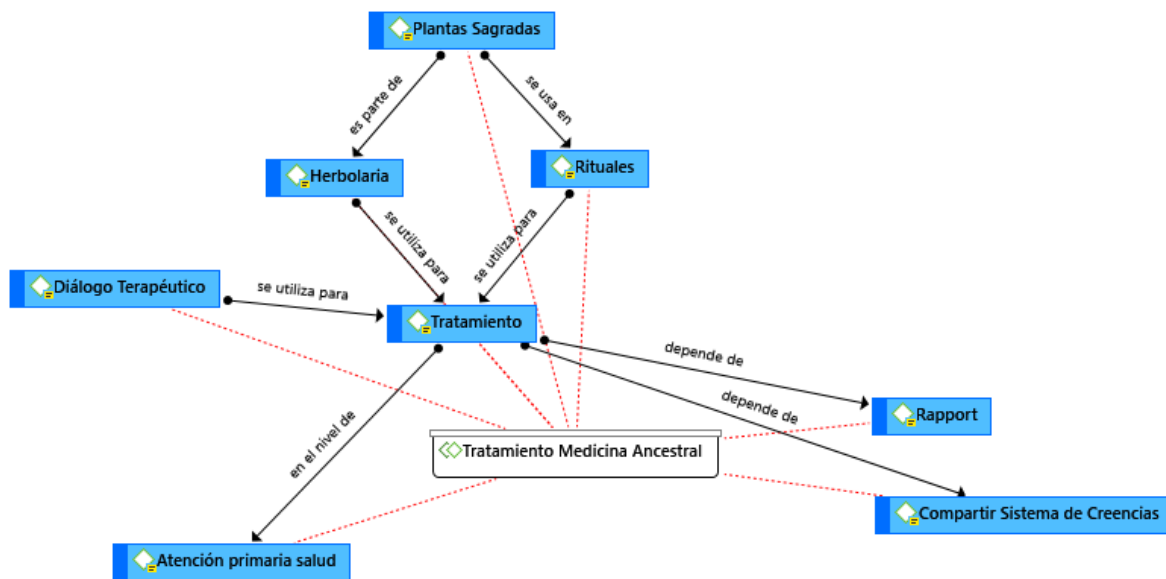 Plantas Sagradas
es parte de
se usa en
Herbolaria
Rituales
se utiliza para
se utiliza para
Diálogo Terapéutico
se utiliza para
Tratamiento
depende de
depende de
Rapport
en el nivel de
Tratamiento Medicina Ancestral
Compartir Sistema de Creencias
Atención primaria salud